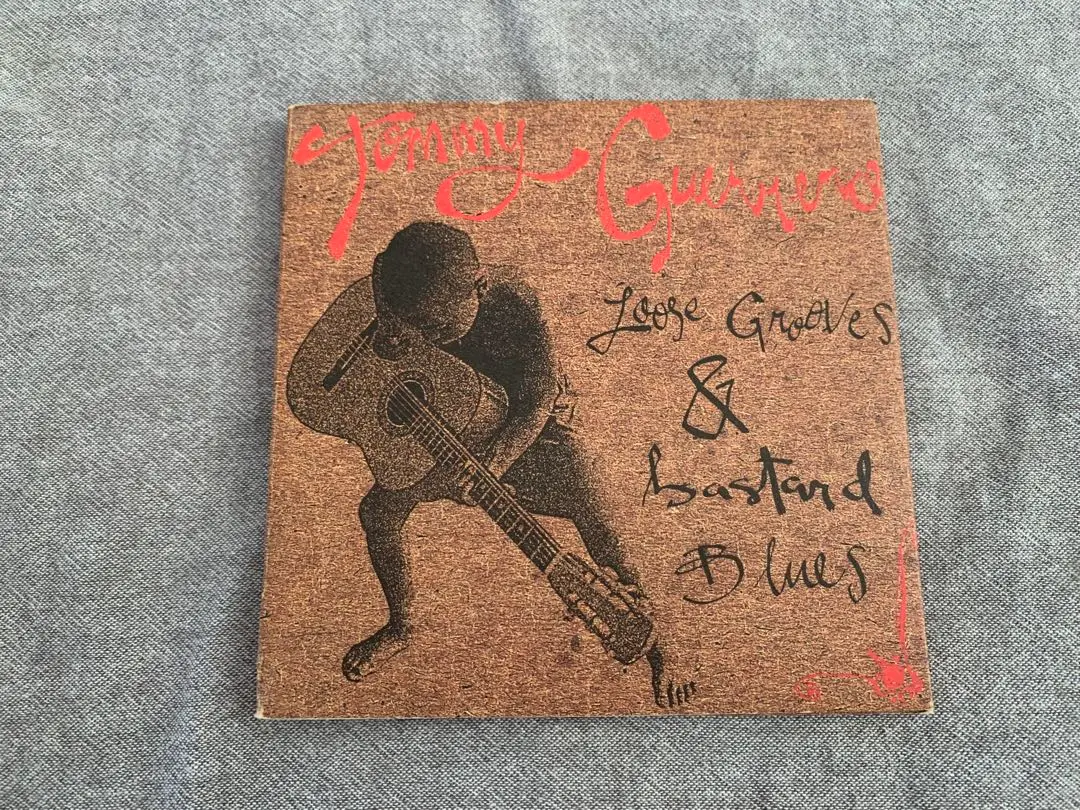 Tommy Guerrero
Loose Grooves
&
bastard
Blues